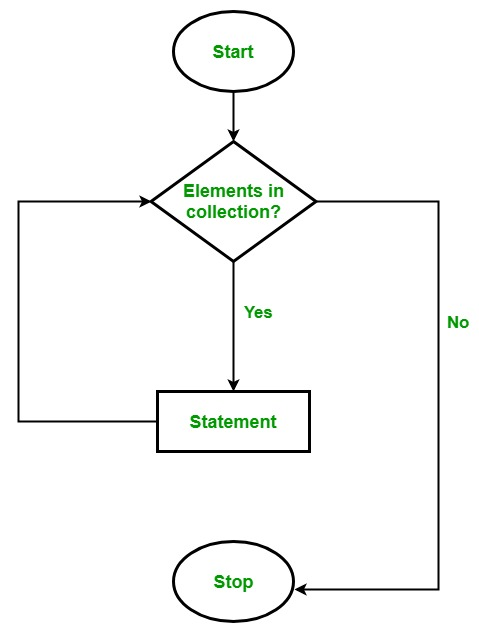 Start
Elements in
collection?
Yes
No
Statement
Stop